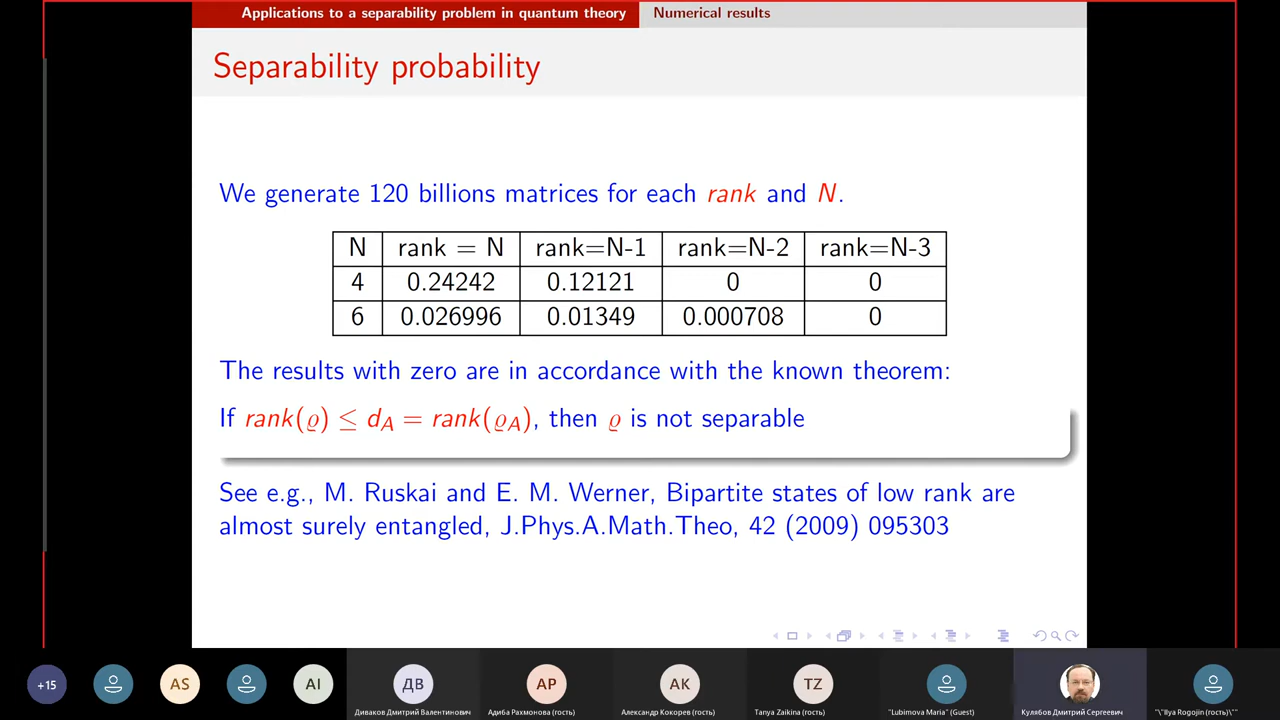 Applications to a separability problem in quantum theory Numerical results
Separability probability
We generate 120 billions matrices for each rank and N.
N rank = N rank=N-1 rank=N-2 rank=N-3
4 0.24242 0.12121 0 0
6 0.026996 0.01349 0.000708 0
The results with zero are in accordance with the known theorem:
If rank(ϱ) ≤ d_A = rank(ϱ_A), then ϱ is not separable
See e.g., M. Ruskai and E. M. Werner, Bipartite states of low rank are
almost surely entangled, J.Phys.A.Math.Theo, 42 (2009) 095303
+15 AS AI ДВ АР АК TZ
Диваков Дмитрий Валентинович Адиба Рахмонова (гость) Александр Кокорев (гость) Tanya Zaikina (гость) "Lubimova Maria" (Guest) Кулябов Дмитрий Сергеевич "\"Ilya Rogojin (гость)\""